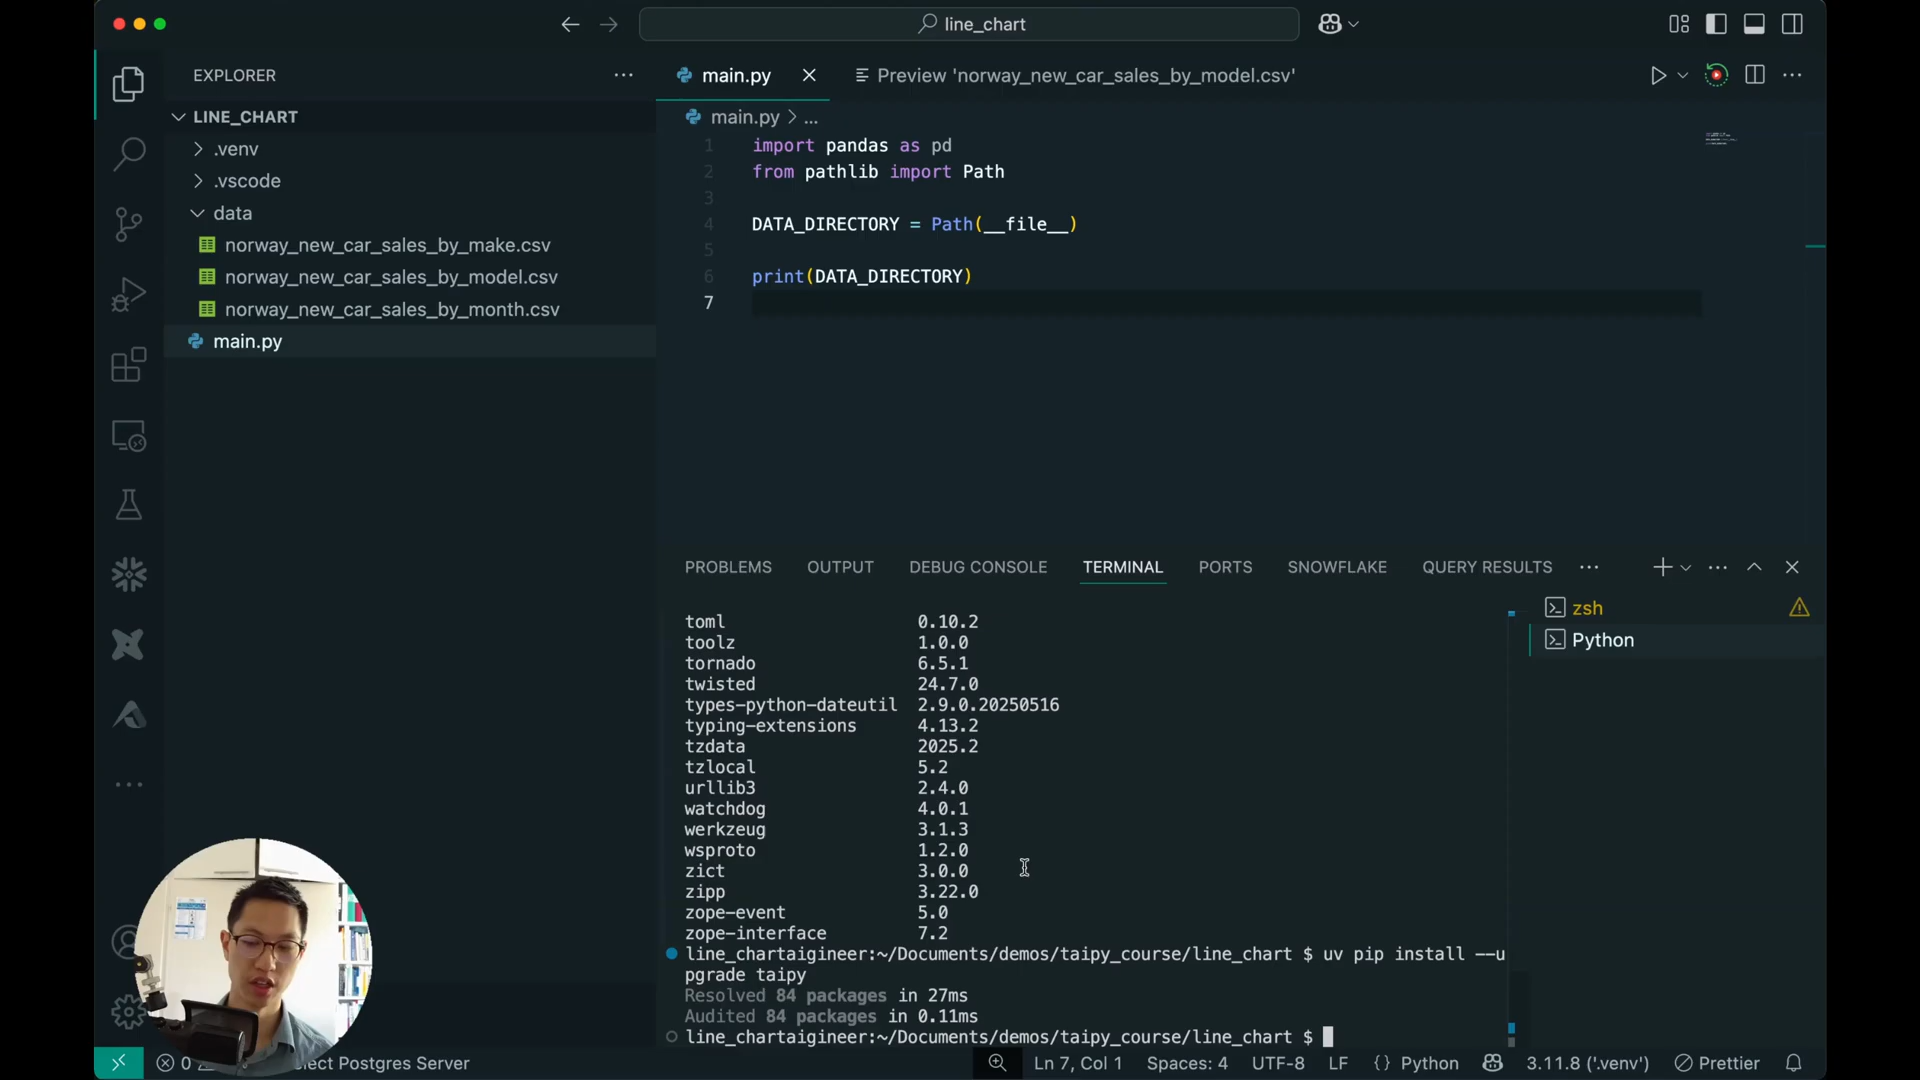 line_chart
EXPLORER
main.py
Preview 'norway_new_car_sales_by_model.csv'
LINE_CHART
.venv
.vscode
data
norway_new_car_sales_by_make.csv
norway_new_car_sales_by_model.csv
norway_new_car_sales_by_month.csv
main.py
main.py > ...
1 import pandas as pd
2 from pathlib import Path
3
4 DATA_DIRECTORY = Path(__file__)
5
6 print(DATA_DIRECTORY)
7
PROBLEMS OUTPUT DEBUG CONSOLE TERMINAL PORTS SNOWFLAKE QUERY RESULTS
zsh
Python
toml 0.10.2
toolz 1.0.0
tornado 6.5.1
twisted 24.7.0
types-python-dateutil 2.9.0.20250516
typing-extensions 4.13.2
tzdata 2025.2
tzlocal 5.2
urllib3 2.4.0
watchdog 4.0.1
werkzeug 3.1.3
wsproto 1.2.0
zict 3.0.0
zipp 3.22.0
zope-event 5.0
zope-interface 7.2
line_chartaigineer:~/Documents/demos/taipy_course/line_chart $ uv pip install --u
pgrade taipy
Resolved 84 packages in 27ms
Audited 84 packages in 0.11ms
line_chartaigineer:~/Documents/demos/taipy_course/line_chart $
0 Postgres Server Ln 7, Col 1 Spaces: 4 UTF-8 LF {} Python 3.11.8 ('.venv') Prettier